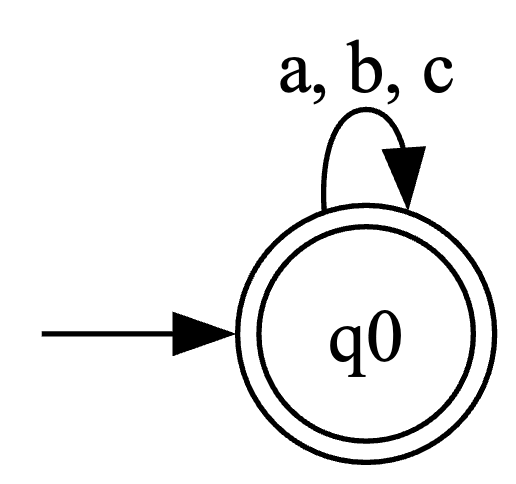 a, b, c
q0